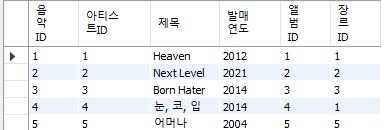 음악ID 아티스트ID 제목 발매연도 앨범ID 장르ID
1 1 Heaven 2012 1 1
2 2 Next Level 2021 2 2
3 3 Born Hater 2014 3 3
4 4 눈, 코, 입 2014 4 1
5 5 어머나 2004 5 5